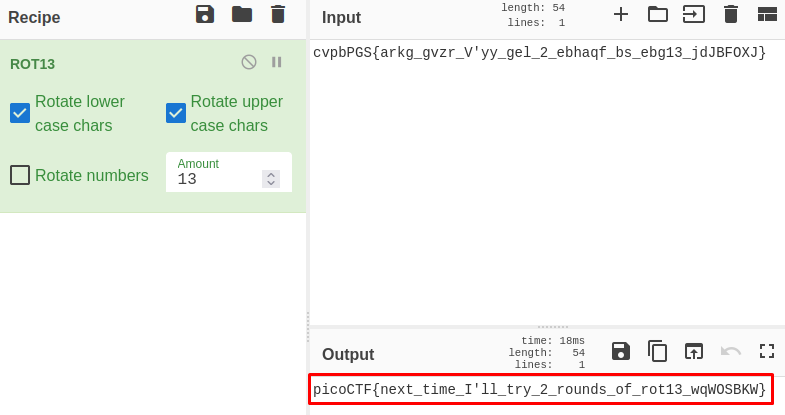 Recipe
ROT13
Rotate lower case chars
Rotate upper case chars
Rotate numbers
Amount
13
Input
length: 54
lines: 1
cvpbPGS{arkg_gvzr_V'yy_gel_2_ebhaqf_bs_ebg13_jdJBFOXJ}
Output
time: 18ms
length: 54
lines: 1
picoCTF{next_time_I'll_try_2_rounds_of_rot13_wqWOSBKW}